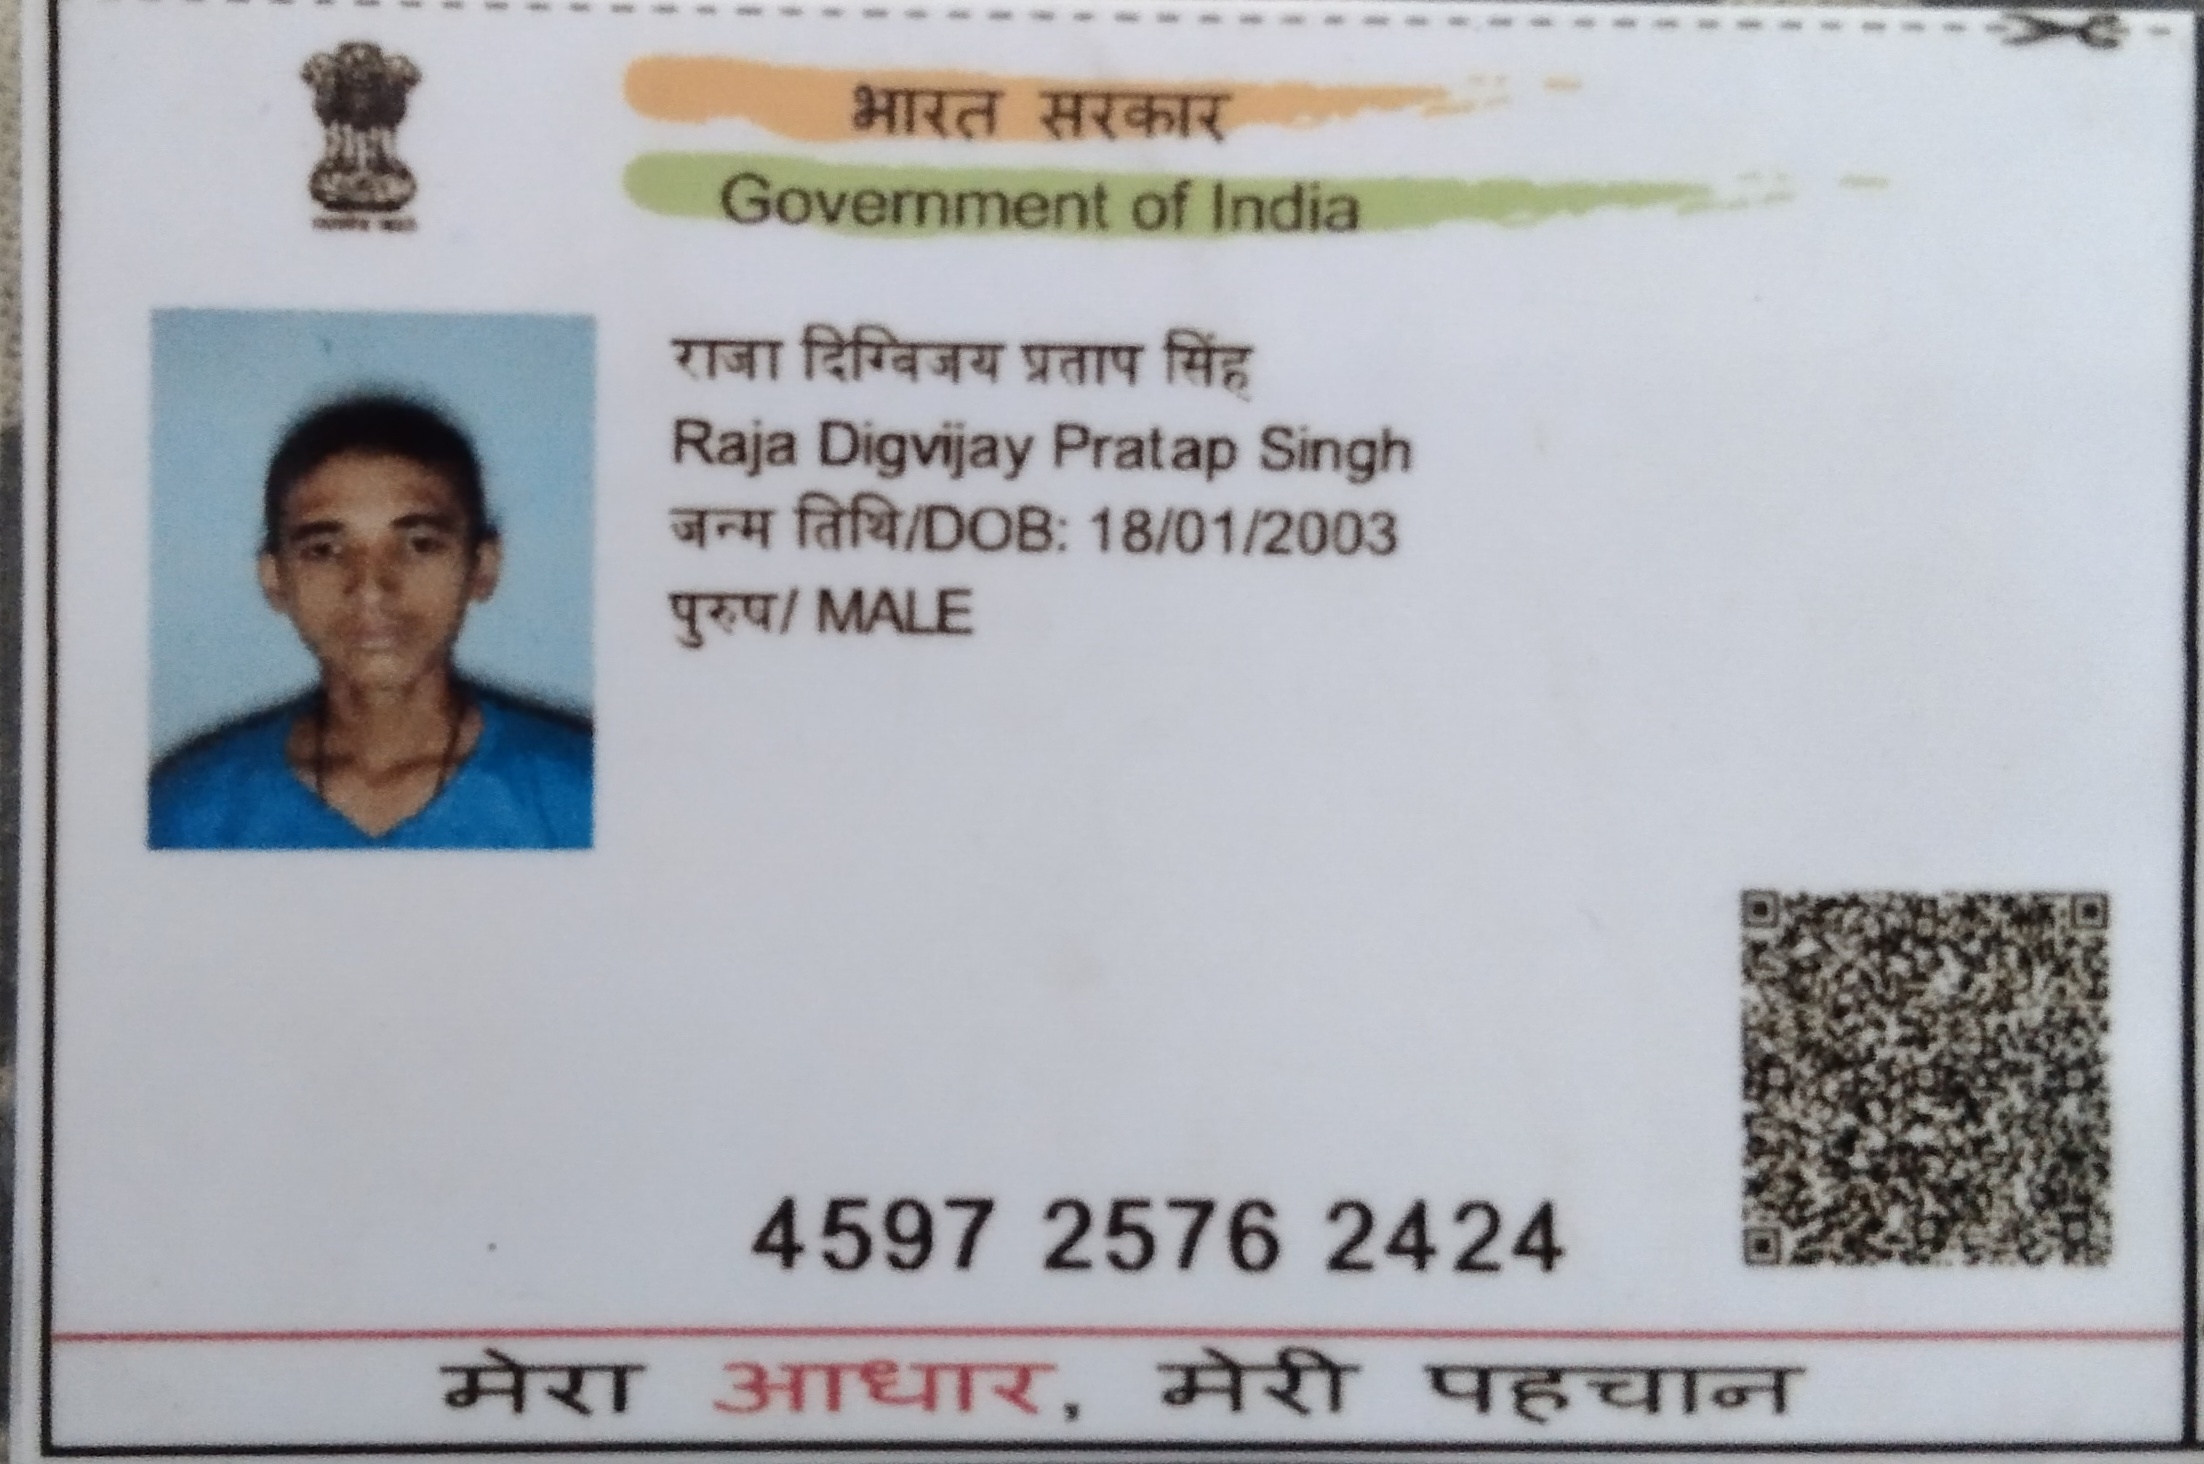 भारत सरकार
Government of India
राजा दिग्विजय प्रताप सिंह
Raja Digvijay Pratap Singh
जन्म तिथि/DOB: 18/01/2003
पुरुष/ MALE
4597 2576 2424
मेरा आधार, मेरी पहचान